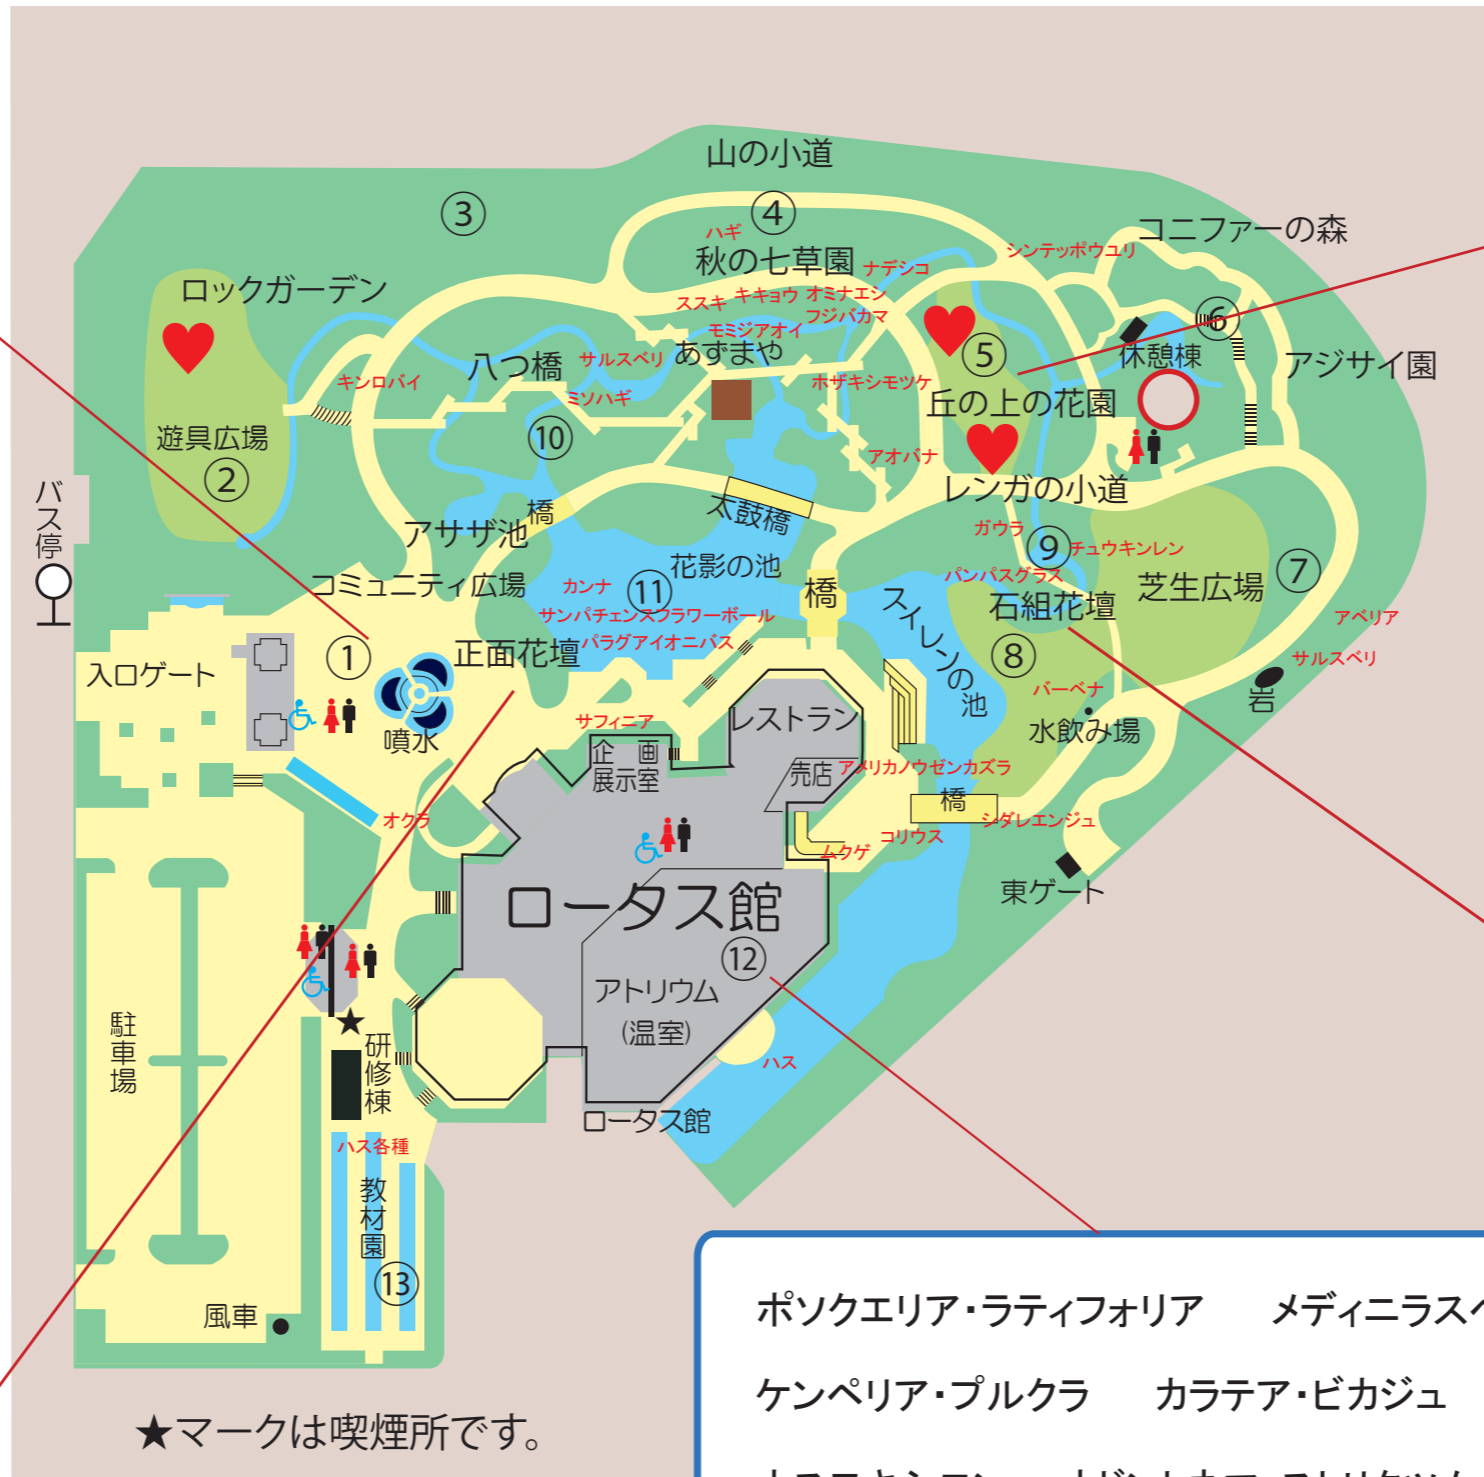 山の小道
③
④
コニファーの森
ハギ
シンテッポウユリ
秋の七草園
ナデシコ
ロックガーデン
ススキ
キキョウ
オミナエシ
フジバカマ
⑥
モミジアオイ
あずまや
サルスベリ
八つ橋
⑤
休憩棟
アジサイ園
キンロバイ
ミソハギ
ホザキシモツケ
丘の上の花園
遊具広場
⑩
②
アオバナ
レンガの小道
バス停
橋
太鼓橋
アサザ池
ガウラ
⑨
チュウキンレン
コミュニティ広場
花影の池
カンナ
⑪
橋
パンパスグラス
芝生広場
⑦
石組花壇
ストレーンの池
サンパチェンスフラワーボール
パラグアイオニバス
アベリア
入口ゲート
①
正面花壇
⑧
サルスベリ
バーベナ
岩
噴水
サフィニア
レストラン
水飲み場
企画
展示室
売店
アメリカノウゼンカズラ
橋
オクラ
シダレエンジュ
コリウス
ムクゲ
東ゲート
ロータス館
⑫
アトリウム
(温室)
駐車場
★
研修棟
ハス
ロータス館
ハス各種
教材園
⑬
風車
ポソクエリア・ラティフォリア
メディニラス
ケンペリア・プルクラ
カラテア・ビカジュ
★マークは喫煙所です。